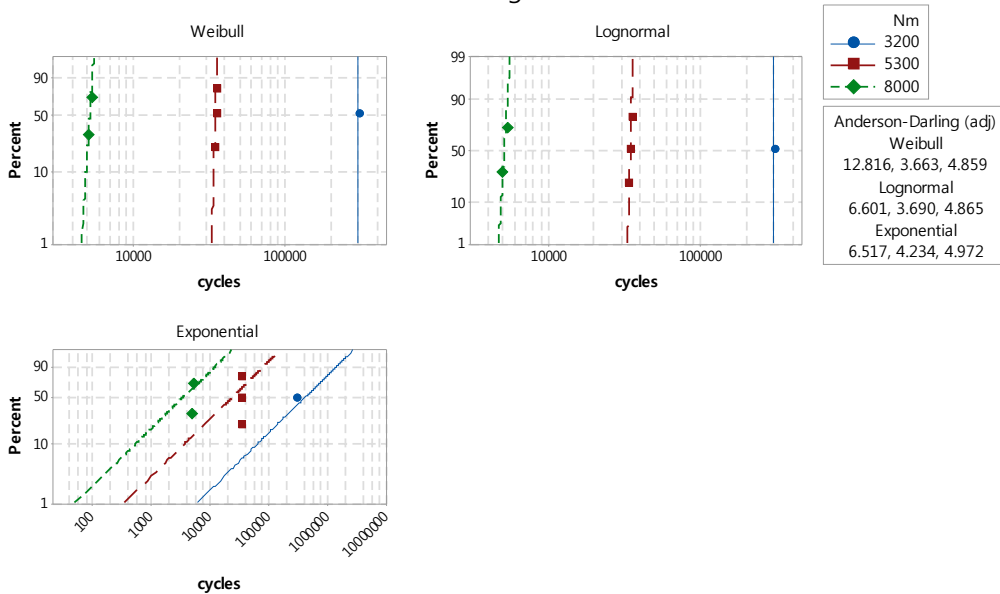 Weibull
Percent
90
50
10
1
10000
100000
cycles
Lognormal
Percent
99
90
50
10
1
10000
100000
cycles
Nm
3200
5300
8000
Anderson-Darling (adj)
Weibull
12.816, 3.663, 4.859
Lognormal
6.601, 3.690, 4.865
Exponential
6.517, 4.234, 4.972
Exponential
Percent
90
50
10
1
100
1000
10000
100000
1000000
10000000
cycles